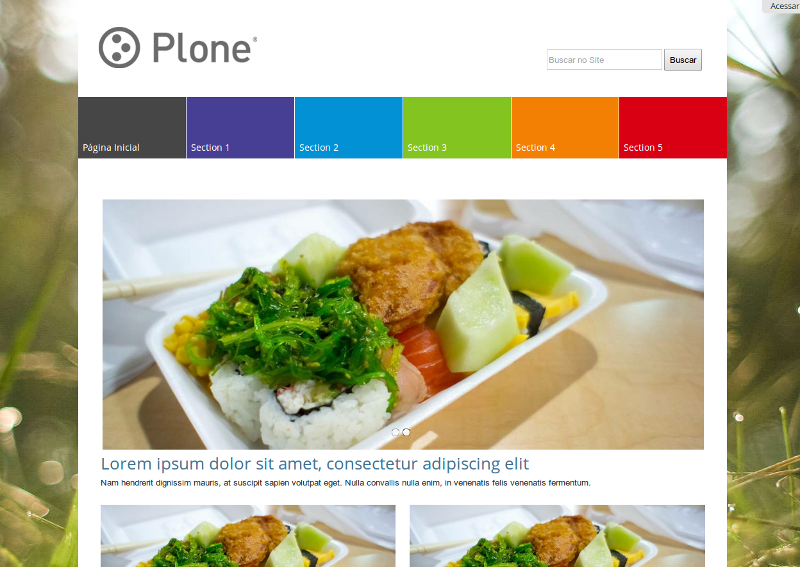 Acessar
Plone®
Buscar no Site
Buscar
Página Inicial
Section 1
Section 2
Section 3
Section 4
Section 5
Lorem ipsum dolor sit amet, consectetur adipiscing elit
Nam hendrerit dignissim mauris, at suscipit sapien volutpat eget. Nulla convallis nulla enim, in venenatis felis venenatis fermentum.